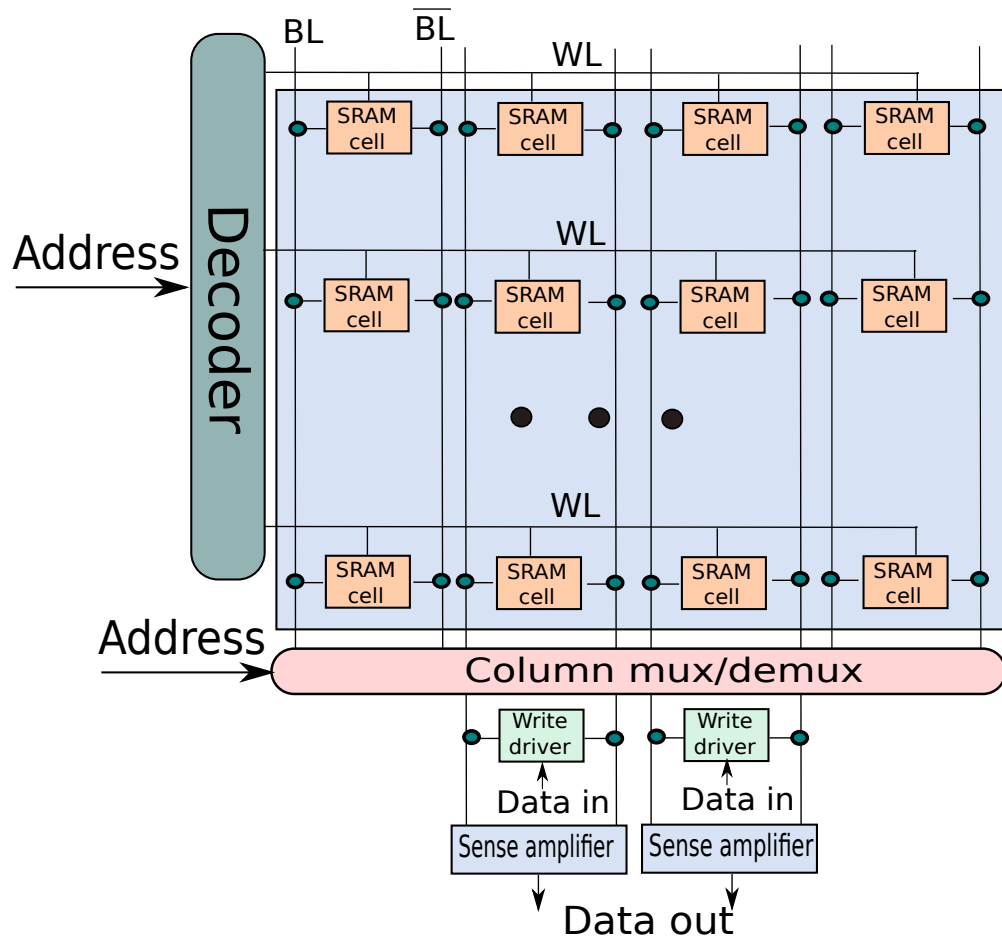 BL
B̅L̅
WL
SRAM
cell
SRAM
cell
SRAM
cell
SRAM
cell
Decoder
Address
WL
SRAM
cell
SRAM
cell
SRAM
cell
SRAM
cell
WL
SRAM
cell
SRAM
cell
SRAM
cell
SRAM
cell
Address
Column mux/demux
Write
driver
Write
driver
Data in
Data in
Sense amplifier
Sense amplifier
Data out